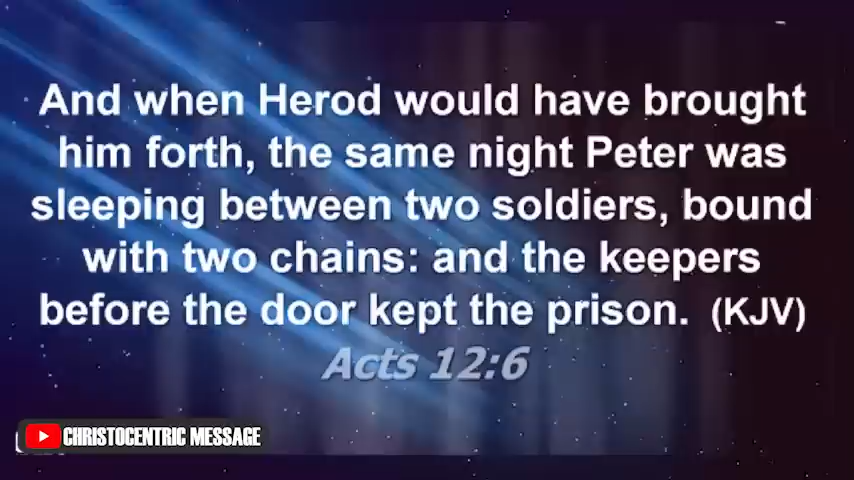 And when Herod would have brought
him forth, the same night Peter was
sleeping between two soldiers, bound
with two chains: and the keepers
before the door kept the prison. (KJV)
Acts 12:6
CHRISTOCENTRIC MESSAGE